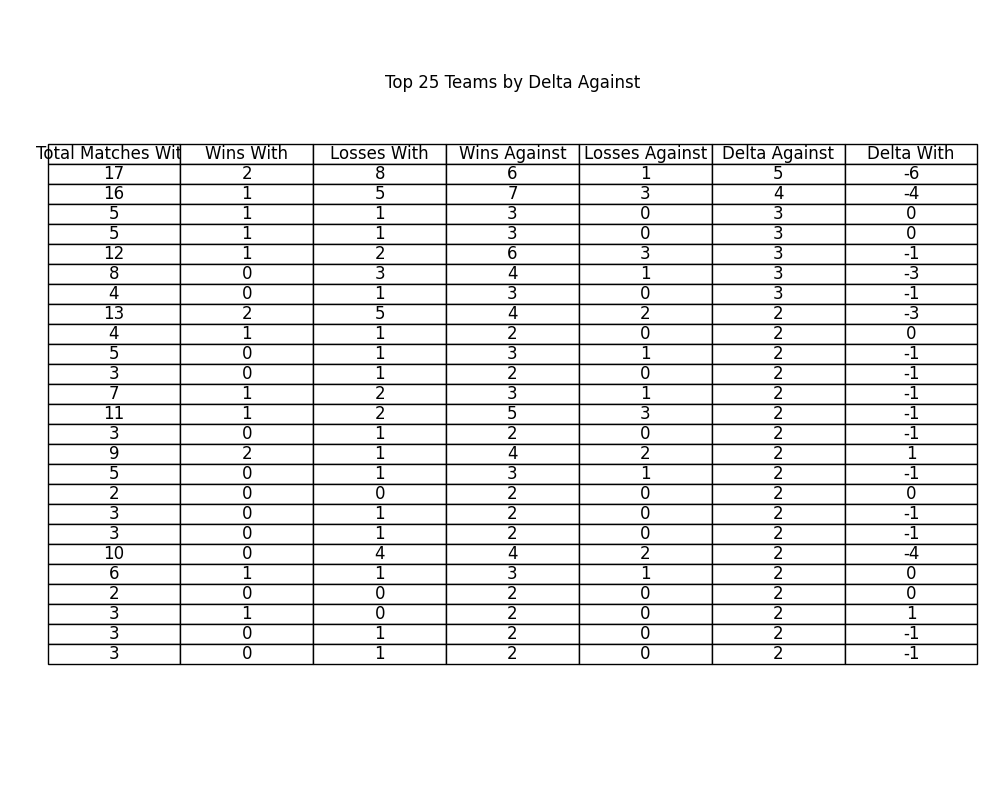 Top 25 Teams by Delta Against
Total Matches Wit Wins With Losses With Wins Against Losses Against Delta Against Delta With
17 2 8 6 1 5 -6
16 1 5 7 3 4 -4
5 1 1 3 0 3 0
5 1 1 3 0 3 0
12 1 2 6 3 3 -1
8 0 3 4 1 3 -3
4 0 1 3 0 3 -1
13 2 5 4 2 2 -3
4 1 1 2 0 2 0
5 0 1 3 1 2 -1
3 0 1 2 0 2 -1
7 1 2 3 1 2 -1
11 1 2 5 3 2 -1
3 0 1 2 0 2 -1
9 2 1 4 2 2 1
5 0 1 3 1 2 -1
2 0 0 2 0 2 0
3 0 1 2 0 2 -1
3 0 1 2 0 2 -1
10 0 4 4 2 2 -4
6 1 1 3 1 2 0
2 0 0 2 0 2 0
3 1 0 2 0 2 1
3 0 1 2 0 2 -1
3 0 1 2 0 2 -1